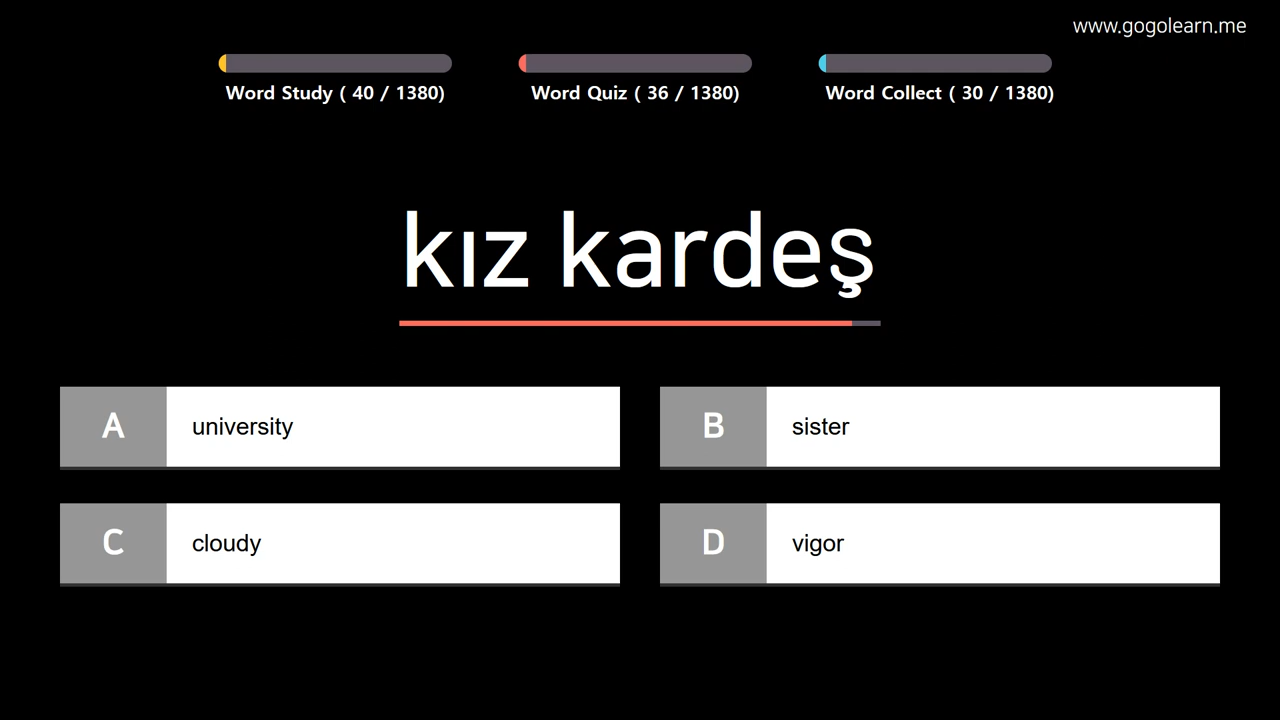 www.gogolearn.me
Word Study ( 40 / 1380)
Word Quiz ( 36 / 1380)
Word Collect ( 30 / 1380)
kız kardeş
A university
B sister
C cloudy
D vigor